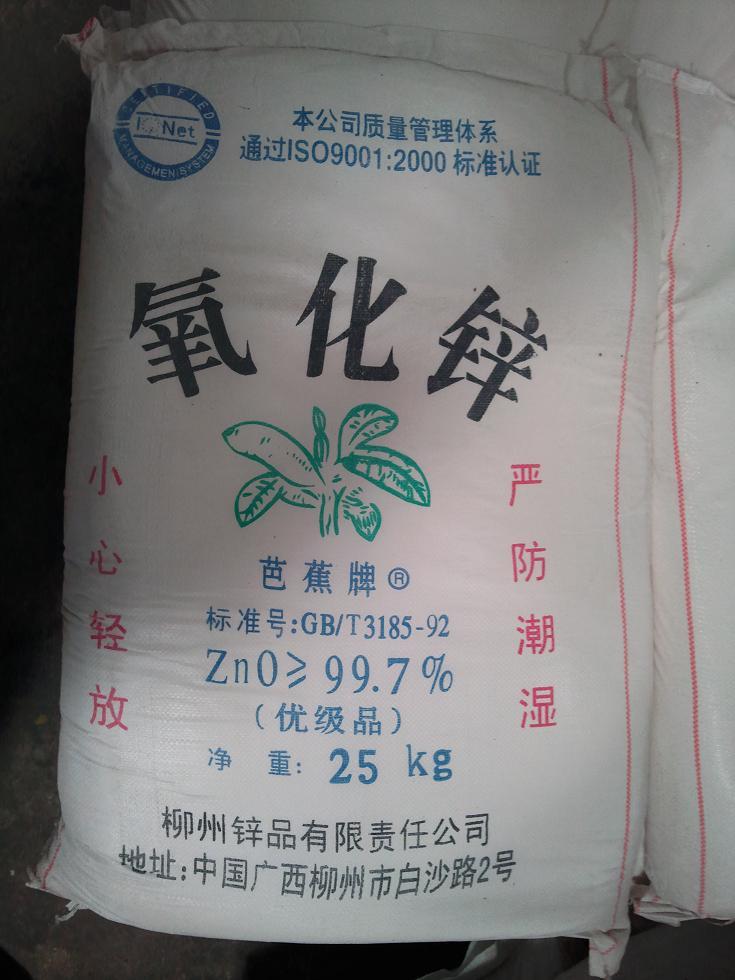 CERTIFIED
Net
MANAGEMENT SYSTEM
本公司质量管理体系
通过ISO9001:2000 标准认证
氧化锌
小心轻放
严防潮湿
芭蕉牌®
标准号:GB/T3185-92
ZnO≥99.7%
(优级品)
净 重: 25 kg
柳州锌品有限责任公司
地址:中国广西柳州市白沙路2号